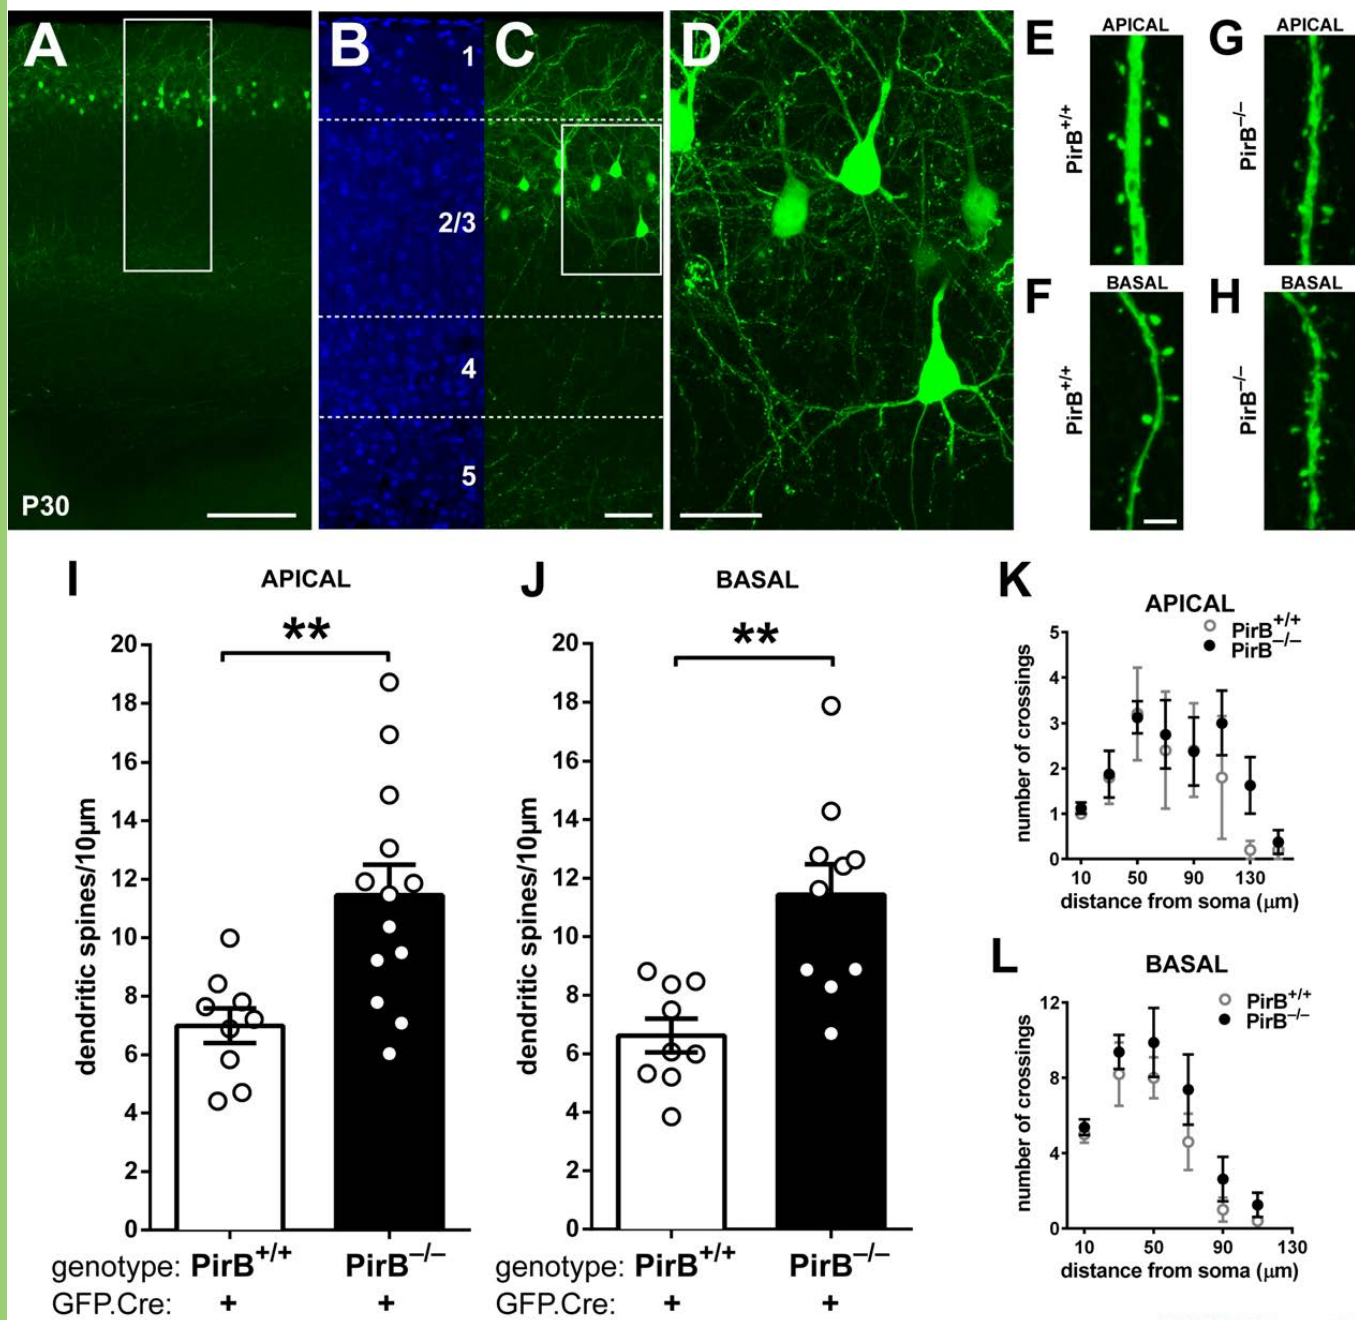 A
P30
B
1
2/3
4
5
C
D
E
APICAL
PirB+/+
F
BASAL
PirB+/+
G
APICAL
PirB–/–
H
BASAL
PirB–/–
I
APICAL
**
dendritic spines/10µm
20
18
16
14
12
10
8
6
4
2
0
genotype: PirB+/+ PirB–/–
GFP.Cre: + +
J
BASAL
**
dendritic spines/10µm
20
18
16
14
12
10
8
6
4
2
0
genotype: PirB+/+ PirB–/–
GFP.Cre: + +
K
APICAL
PirB+/+
PirB–/–
number of crossings
5
4
3
2
1
0
10 50 90 130
distance from soma (µm)
L
BASAL
PirB+/+
PirB–/–
number of crossings
12
8
4
0
10 50 90 130
distance from soma (µm)